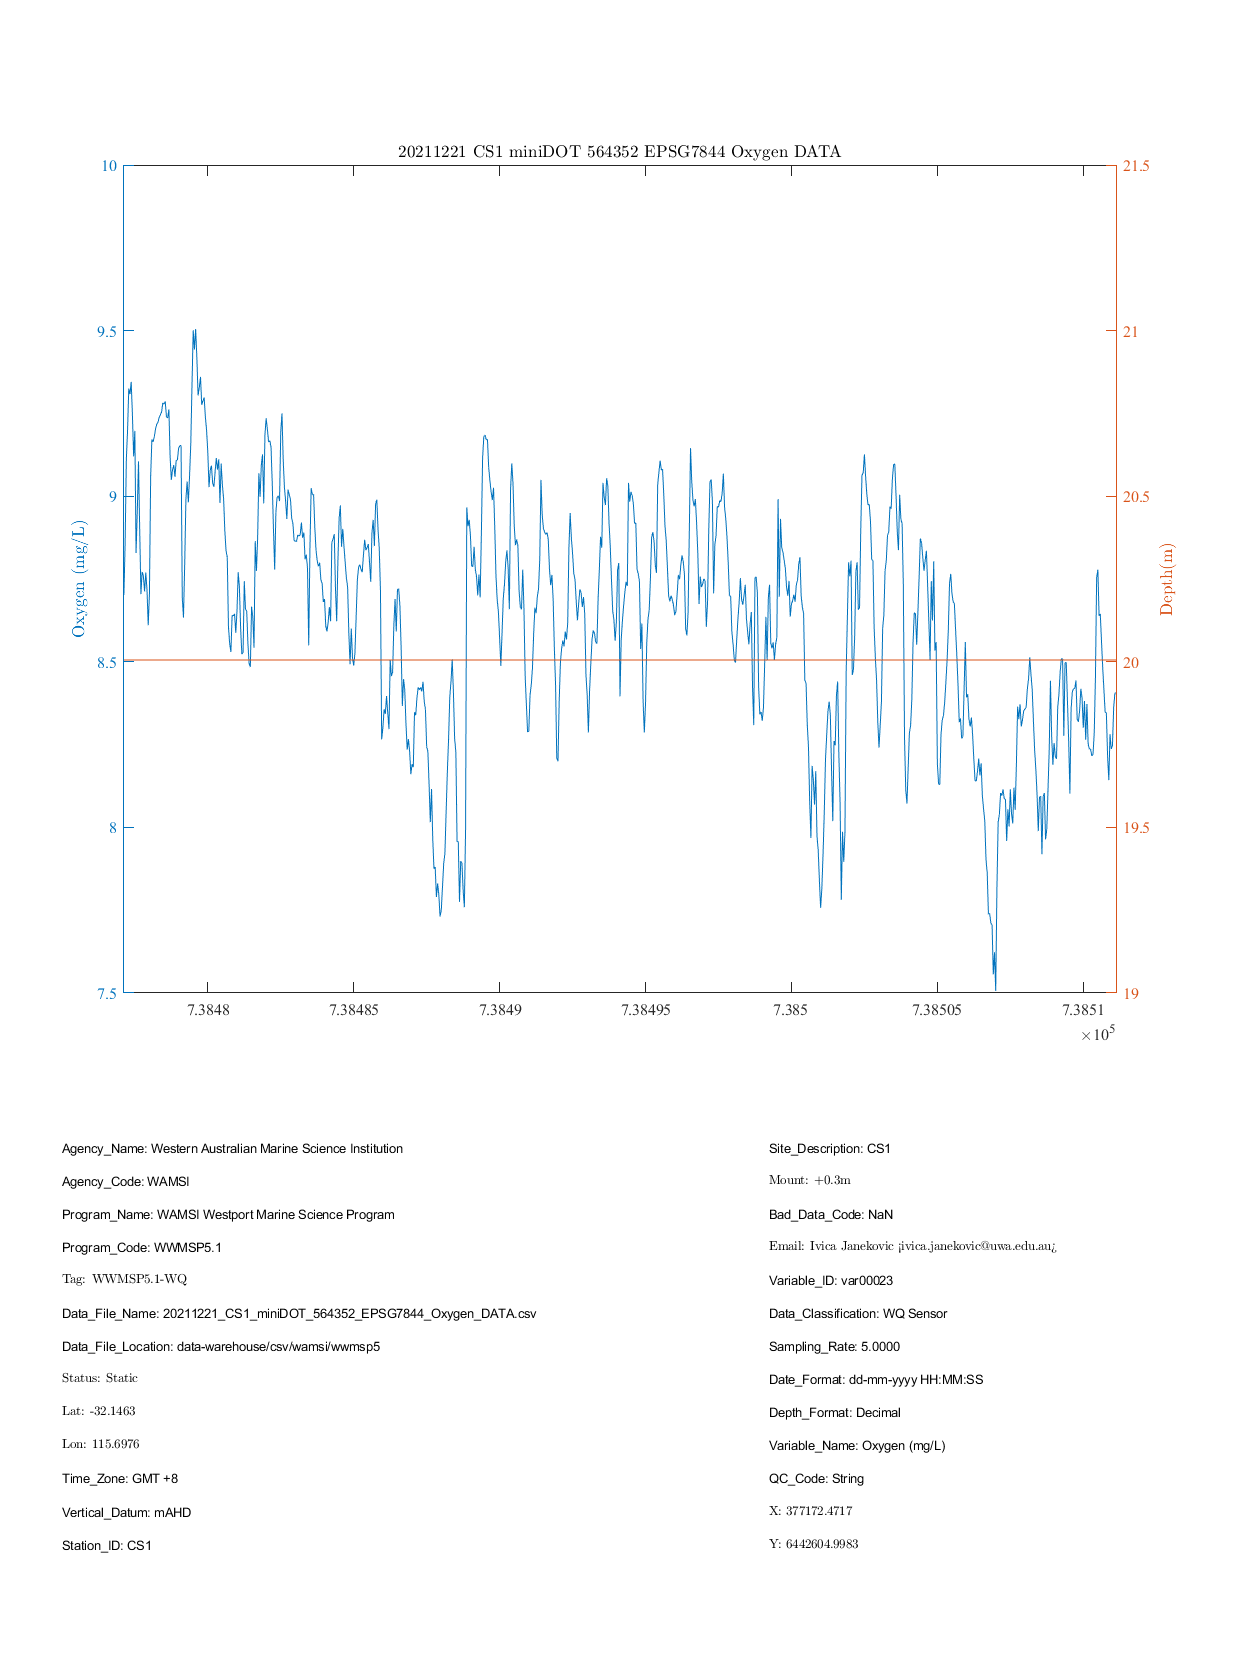 20211221 CS1 miniDOT 564352 EPSG7844 Oxygen DATA
10
9.5
9
8.5
8
7.5
Oxygen (mg/L)
21.5
21
20.5
20
19.5
19
Depth(m)
7.3848
7.38485
7.3849
7.38495
7.385
7.38505
7.3851
×10^5
Agency_Name: Western Australian Marine Science Institution
Agency_Code: WAMSI
Program_Name: WAMSI Westport Marine Science Program
Program_Code: WWMSP5.1
Tag: WWMSP5.1-WQ
Data_File_Name: 20211221_CS1_miniDOT_564352_EPSG7844_Oxygen_DATA.csv
Data_File_Location: data-warehouse/csv/wamsi/wwmsp5
Status: Static
Lat: -32.1463
Lon: 115.6976
Time_Zone: GMT +8
Vertical_Datum: mAHD
Station_ID: CS1
Site_Description: CS1
Mount: +0.3m
Bad_Data_Code: NaN
Email: Ivica Janekovic ¡ivica.janekovic@uwa.edu.au¿
Variable_ID: var00023
Data_Classification: WQ Sensor
Sampling_Rate: 5.0000
Date_Format: dd-mm-yyyy HH:MM:SS
Depth_Format: Decimal
Variable_Name: Oxygen (mg/L)
QC_Code: String
X: 377172.4717
Y: 6442604.9983